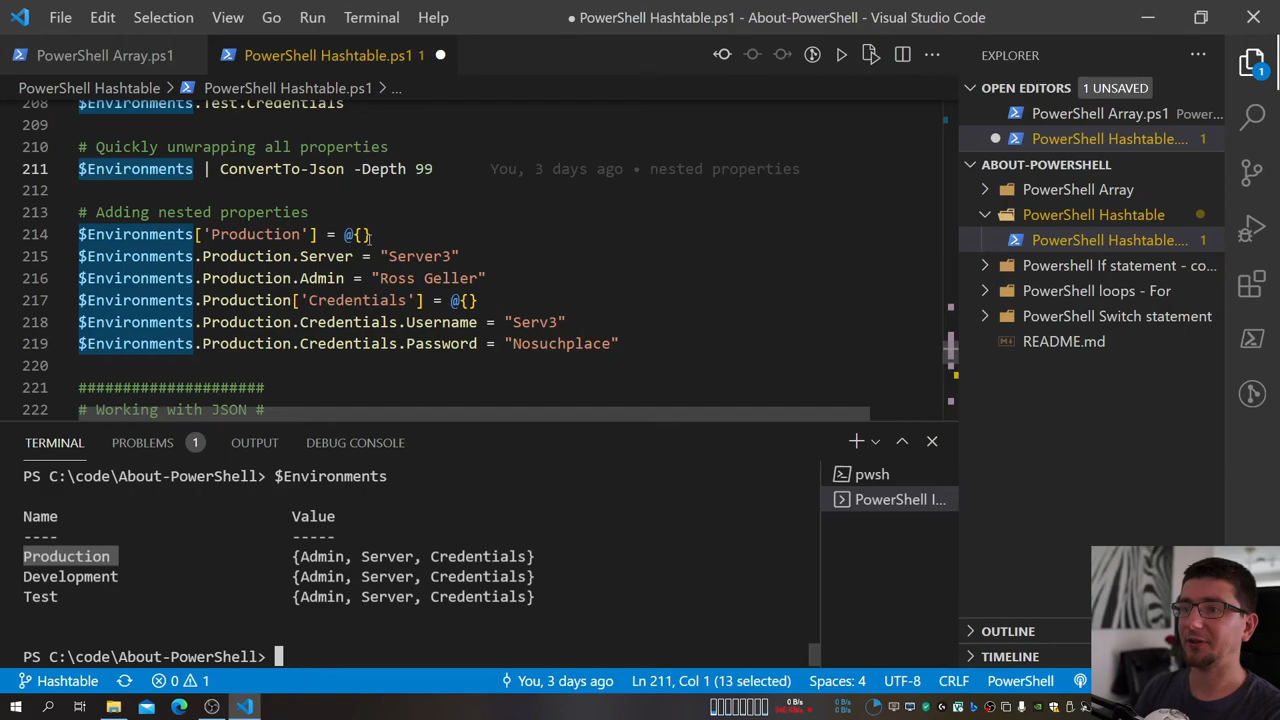 File Edit Selection View Go Run Terminal Help
● PowerShell Hashtable.ps1 - About-PowerShell - Visual Studio Code
PowerShell Array.ps1
PowerShell Hashtable.ps1 1 ●
PowerShell Hashtable > PowerShell Hashtable.ps1 > ...
208 $Environments.Test.Credentials
209
210 # Quickly unwrapping all properties
211 $Environments | ConvertTo-Json -Depth 99 You, 3 days ago • nested properties
212
213 # Adding nested properties
214 $Environments['Production'] = @{}
215 $Environments.Production.Server = "Server3"
216 $Environments.Production.Admin = "Ross Geller"
217 $Environments.Production['Credentials'] = @{}
218 $Environments.Production.Credentials.Username = "Serv3"
219 $Environments.Production.Credentials.Password = "Nosuchplace"
220
221 #####################
222 # Working with JSON #
TERMINAL PROBLEMS 1 OUTPUT DEBUG CONSOLE
PS C:\code\About-PowerShell> $Environments
Name Value
---- -----
Production {Admin, Server, Credentials}
Development {Admin, Server, Credentials}
Test {Admin, Server, Credentials}
PS C:\code\About-PowerShell>
pwsh
PowerShell I...
EXPLORER ...
OPEN EDITORS 1 UNSAVED
PowerShell Array.ps1 Power...
● PowerShell Hashtable.... 1
ABOUT-POWERSHELL
PowerShell Array
PowerShell Hashtable
PowerShell Hashtable.... 1
Powershell If statement - co...
PowerShell loops - For
PowerShell Switch statement
README.md
OUTLINE
TIMELINE
1
Hashtable 0 1 You, 3 days ago Ln 211, Col 1 (13 selected) Spaces: 4 UTF-8 CRLF PowerShell